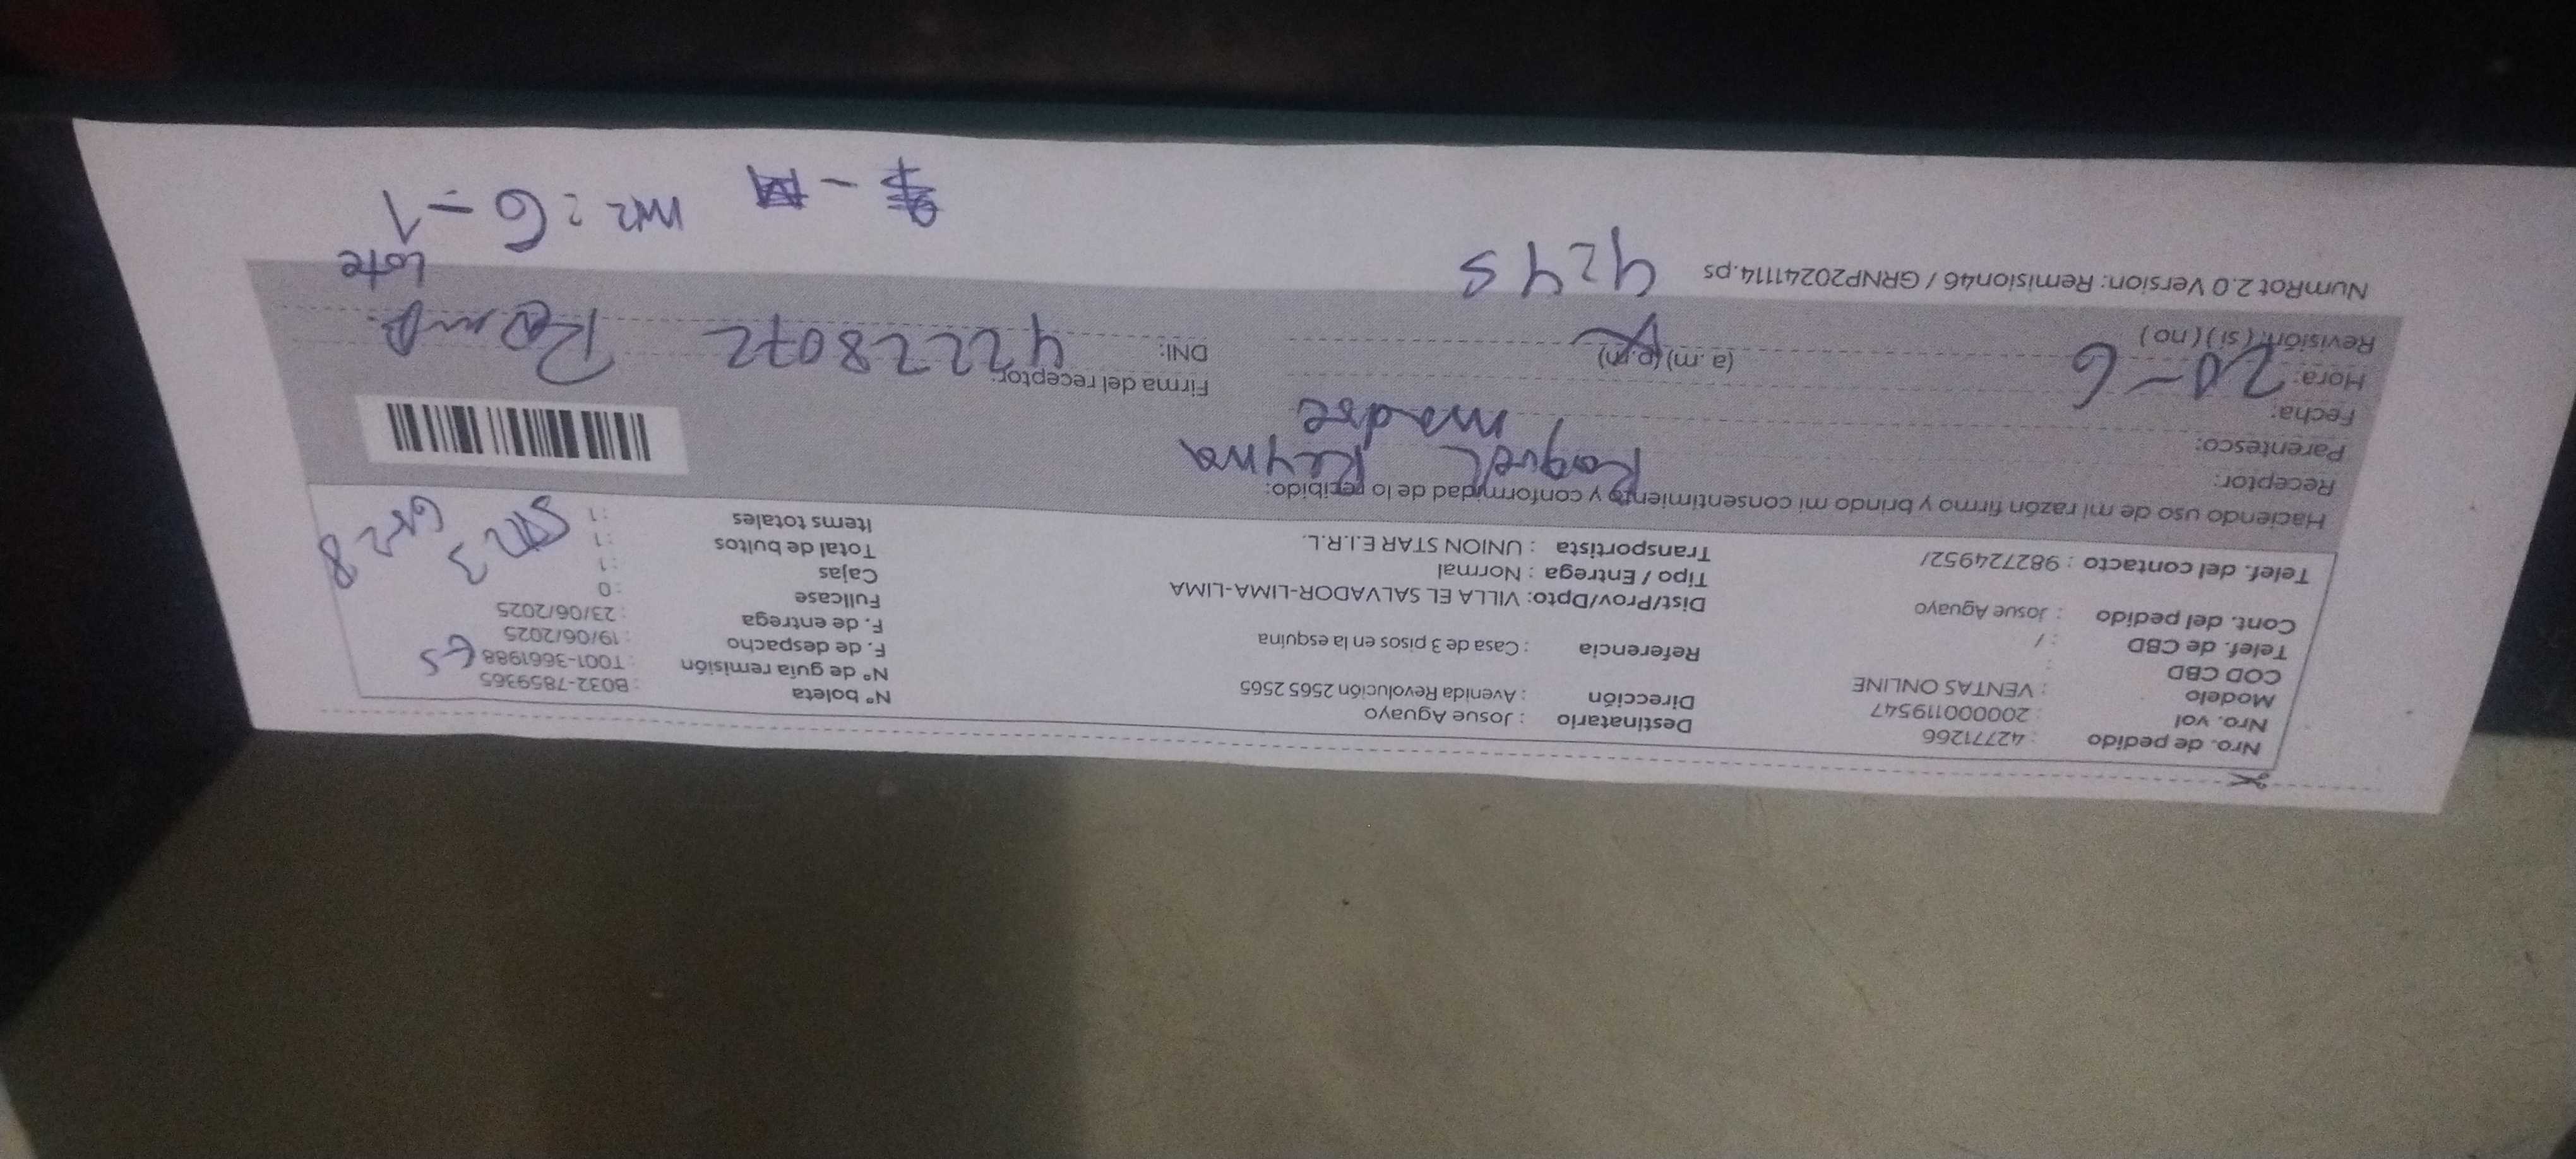 Nro. de pedido : 42771266
Nro. vol : 2000000119547
Modelo : VENTAS ONLINE
COD CBD :
Telef. de CBD : /
Cont. del pedido : Josue Aguayo
Telef. del contacto : 982724952/
Destinatario : Josue Aguayo
Dirección : Avenida Revolución 2565 2565
Referencia : Casa de 3 pisos en la esquina
Dist/Prov/Dpto: VILLA EL SALVADOR-LIMA-LIMA
Tipo / Entrega : Normal
Transportista : UNION STAR E.I.R.L.
N° boleta : B032-7859365
N° de guía remisión : T001-3661988
F. de despacho : 19/06/2025
F. de entrega : 23/06/2025
Fullcase : 0
Cajas : 1
Total de bultos : 1
Items totales : 1
Haciendo uso de mi razón firmo y brindo mi consentimiento y conformidad de lo recibido:
Receptor: Raquel Reyna
Parentesco: madre
Fecha: 20-6
Hora: (a.m) (p.m)
Revisión: (si) (no)
Firma del receptor:
DNI: 42228072
NumRot 2.0 Version: Remision46 / GRNP20241114.ps
Lote
mz: 6-1